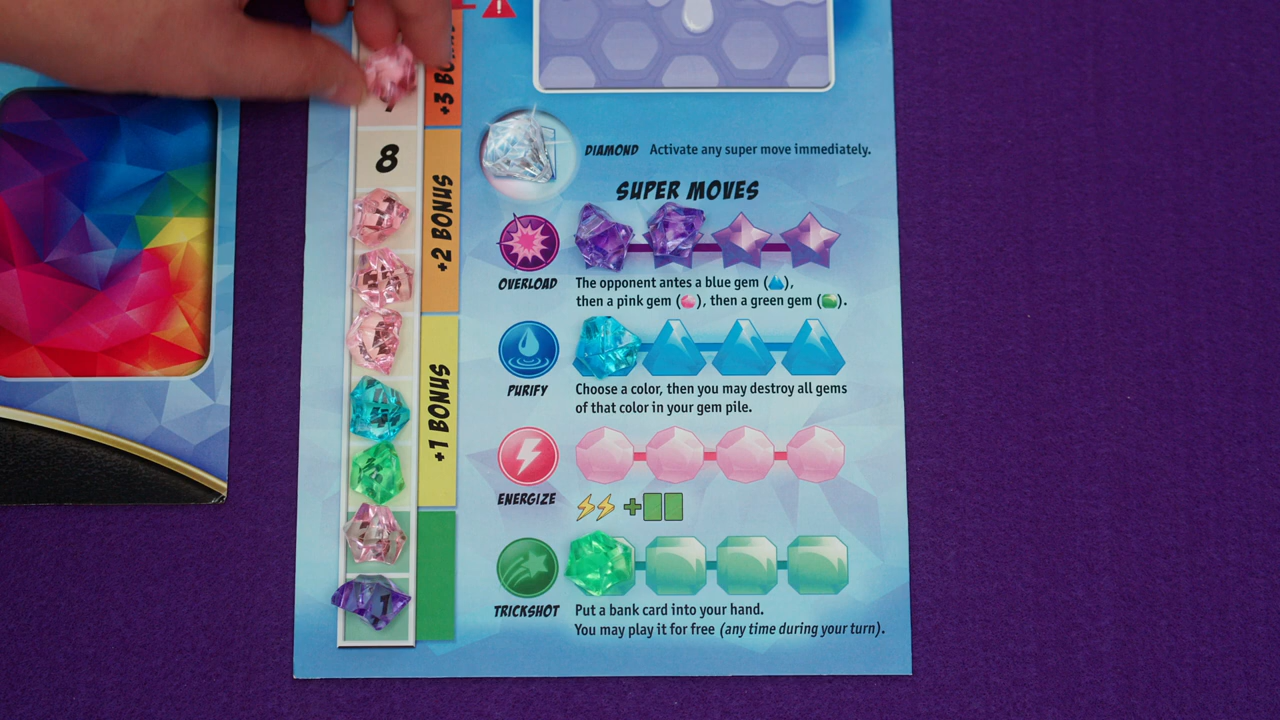 +3 BO
8
+2 BONUS
+1 BONUS
1
DIAMOND Activate any super move immediately.
SUPER MOVES
OVERLOAD
The opponent antes a blue gem ( ),
then a pink gem ( ), then a green gem ( ).
PURIFY
Choose a color, then you may destroy all gems
of that color in your gem pile.
ENERGIZE
+
TRICKSHOT
Put a bank card into your hand.
You may play it for free (any time during your turn).